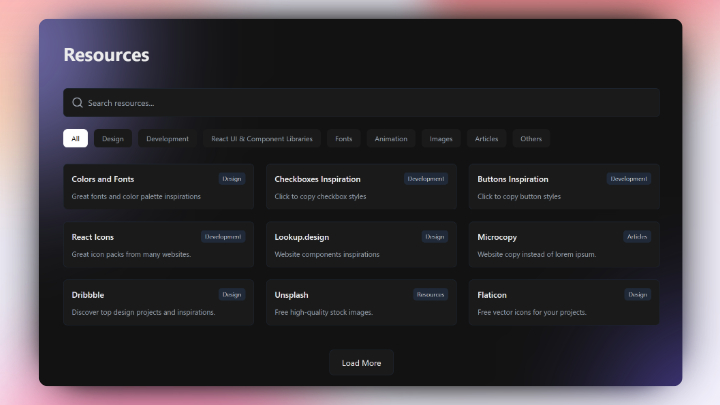 Resources
Search resources...
All Design Development React UI & Component Libraries Fonts Animation Images Articles Others
Colors and Fonts Design
Great fonts and color palette inspirations
Checkboxes Inspiration Development
Click to copy checkbox styles
Buttons Inspiration Development
Click to copy button styles
React Icons Development
Great icon packs from many websites.
Lookup.design Design
Website components inspirations
Microcopy Articles
Website copy instead of lorem ipsum.
Dribbble Design
Discover top design projects and inspirations.
Unsplash Resources
Free high-quality stock images.
Flaticon Design
Free vector icons for your projects.
Load More